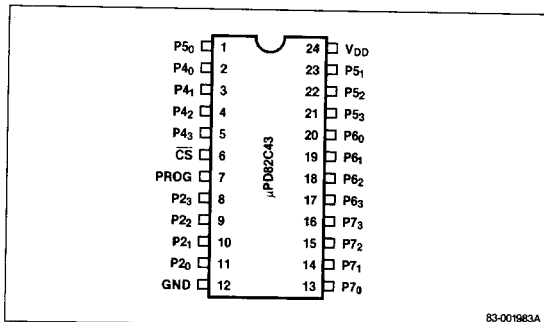 P5₀ 1 24 VDD
P4₀ 2 23 P5₁
P4₁ 3 22 P5₂
P4₂ 4 21 P5₃
P4₃ 5 20 P6₀
C̅S̅ 6 19 P6₁
PROG 7 18 P6₂
P2₃ 8 17 P6₃
P2₂ 9 16 P7₃
P2₁ 10 15 P7₂
P2₀ 11 14 P7₁
GND 12 13 P7₀
μPD82C43
83-001983A